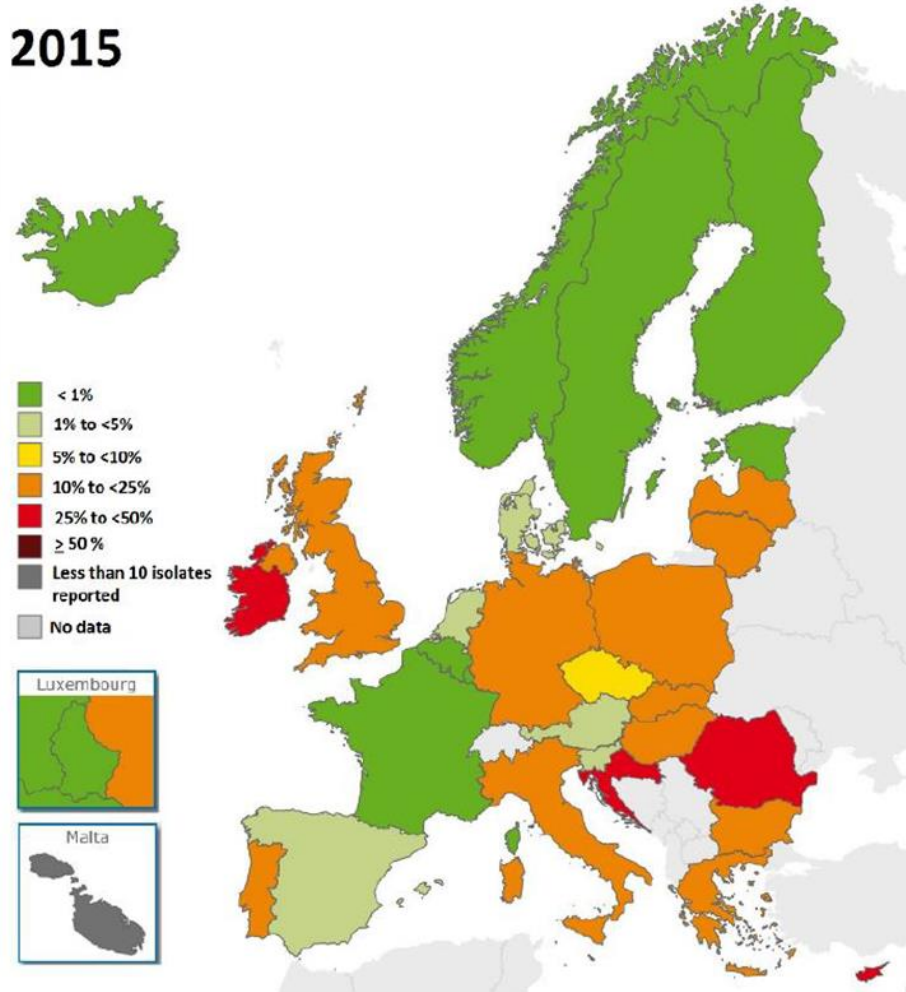 2015
< 1%
1% to <5%
5% to <10%
10% to <25%
25% to <50%
≥ 50 %
Less than 10 isolates
reported
No data
Luxembourg
Malta